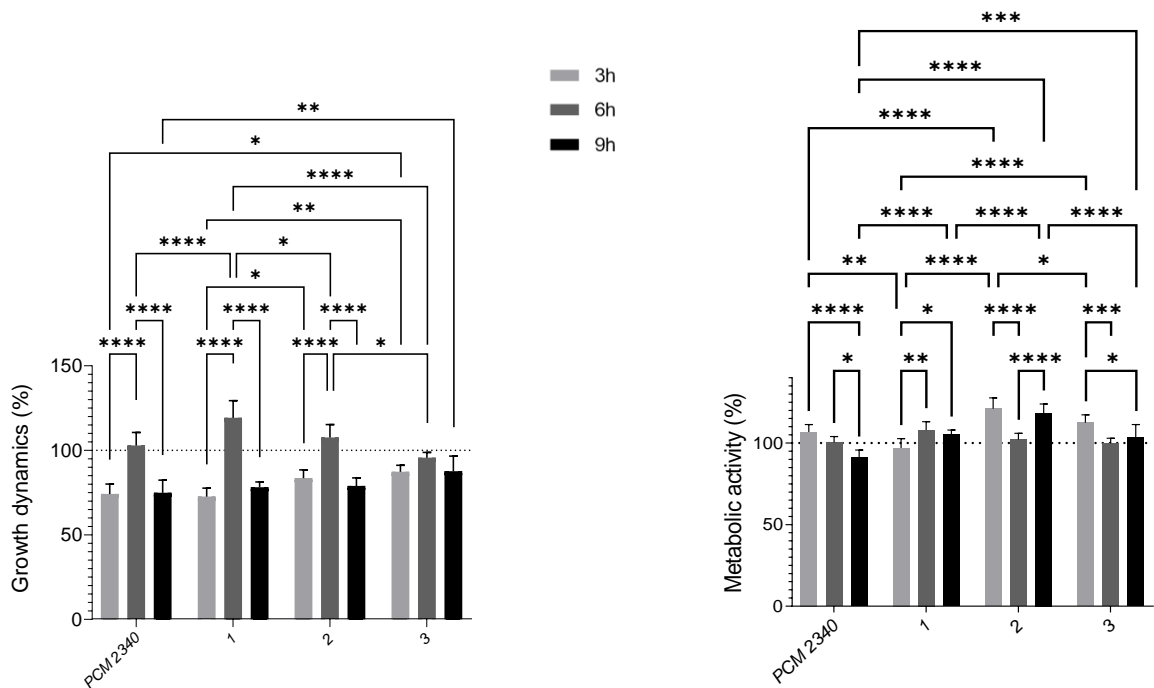 **
*
****
**
**** *
*
**** **** ****
**** **** **** *
150
100
50
0
Growth dynamics (%)
PCM 2340 1 2 3
3h
6h
9h
***
****
****
****
**** **** ****
** **** *
**** * **** ***
* ** **** *
100
50
0
Metabolic activity (%)
PCM 2340 1 2 3